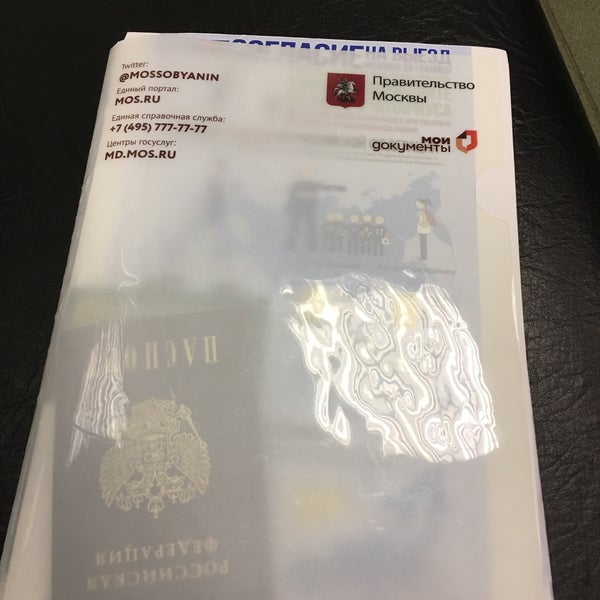 СОГЛАСИЕ НА ВЫЕЗД
Twitter:
@MOSSOBYANIN
Единый портал:
MOS.RU
Единая справочная служба:
+7 (495) 777-77-77
Центры госуслуг:
MD.MOS.RU
Правительство
Москвы
мои
документы
ПАСПО
РОССИЙСКАЯ
ФЕДЕРАЦИЯ